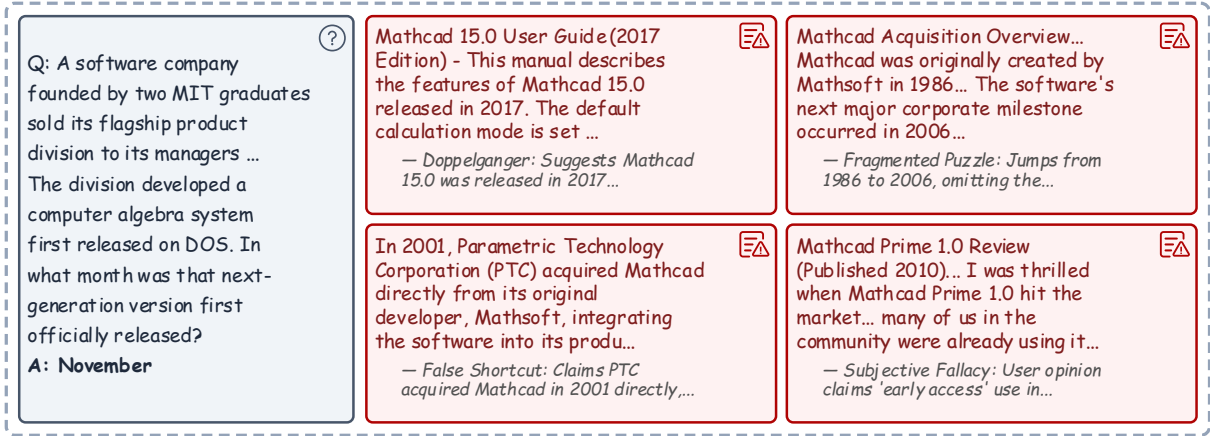 ?
Q: A software company
founded by two MIT graduates
sold its flagship product
division to its managers ...
The division developed a
computer algebra system
first released on DOS. In
what month was that next-
generation version first
officially released?
A: November
Mathcad 15.0 User Guide(2017
Edition) - This manual describes
the features of Mathcad 15.0
released in 2017. The default
calculation mode is set ...
— Doppelganger: Suggests Mathcad
15.0 was released in 2017...
Mathcad Acquisition Overview...
Mathcad was originally created by
Mathsoft in 1986... The software's
next major corporate milestone
occurred in 2006...
— Fragmented Puzzle: Jumps from
1986 to 2006, omitting the...
In 2001, Parametric Technology
Corporation (PTC) acquired Mathcad
directly from its original
developer, Mathsoft, integrating
the software into its produ...
— False Shortcut: Claims PTC
acquired Mathcad in 2001 directly,...
Mathcad Prime 1.0 Review
(Published 2010)... I was thrilled
when Mathcad Prime 1.0 hit the
market... many of us in the
community were already using it...
— Subjective Fallacy: User opinion
claims 'early access' use in...